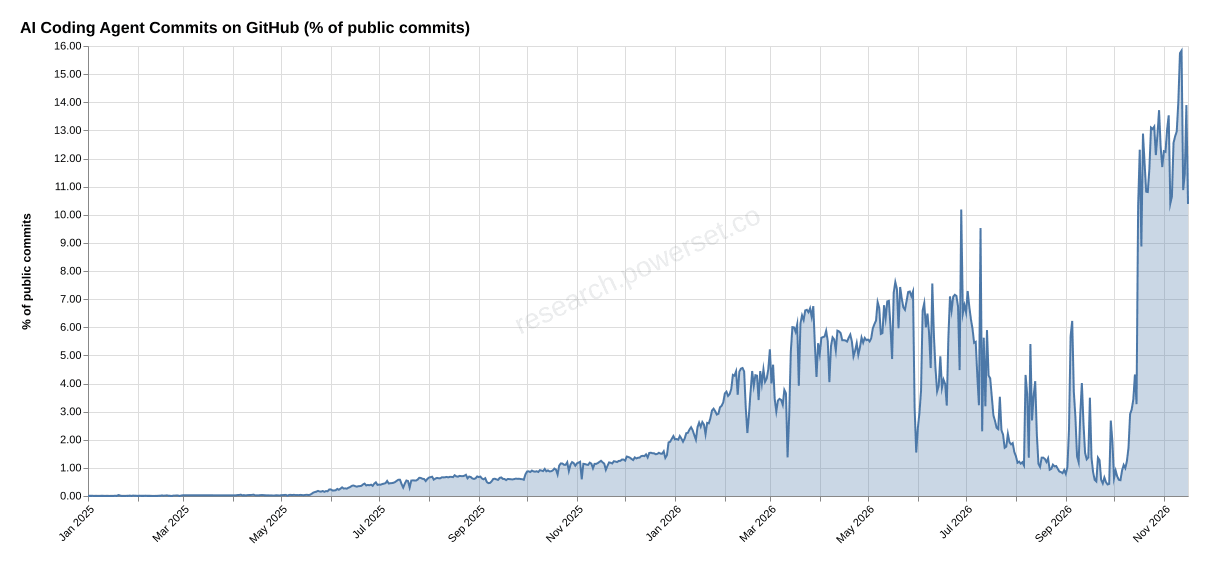 AI Coding Agent Commits on GitHub (% of public commits)
16.00
15.00
14.00
13.00
12.00
11.00
10.00
9.00
8.00
7.00
6.00
5.00
4.00
3.00
2.00
1.00
0.00
% of public commits
research.powerset.co
Jan 2025
Mar 2025
May 2025
Jul 2025
Sep 2025
Nov 2025
Jan 2026
Mar 2026
May 2026
Jul 2026
Sep 2026
Nov 2026